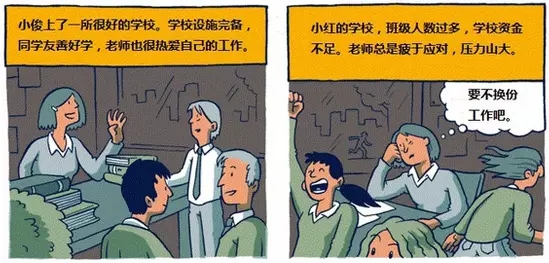 小俊上了一所很好的学校。学校设施完备，
同学友善好学，老师也很热爱自己的工作。
小红的学校，班级人数过多，学校资金
不足。老师总是疲于应对，压力山大。
要不换份
工作吧。